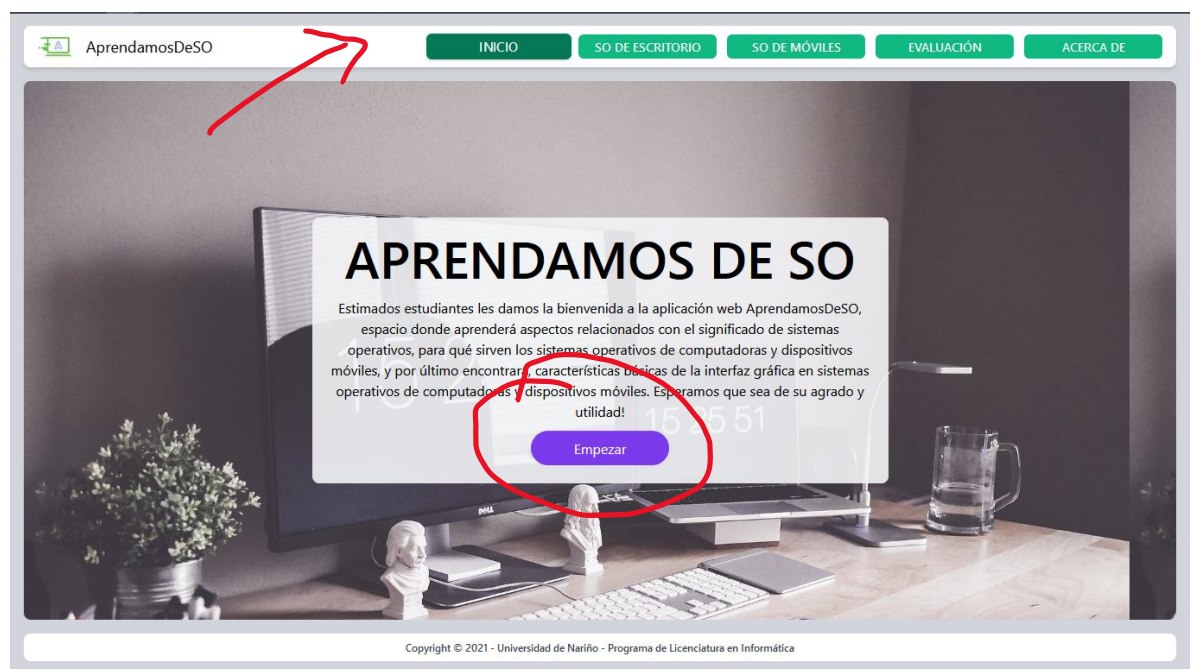 A
AprendamosDeSO
INICIO
SO DE ESCRITORIO
SO DE MÓVILES
EVALUACIÓN
ACERCA DE
APRENDAMOS DE SO
Estimados estudiantes les damos la bienvenida a la aplicación web AprendamosDeSO,
espacio donde aprenderá aspectos relacionados con el significado de sistemas
operativos, para qué sirven los sistemas operativos de computadoras y dispositivos
móviles, y por último encontrará, características básicas de la interfaz gráfica en sistemas
operativos de computadoras y dispositivos móviles. Esperamos que sea de su agrado y
utilidad!
15 25 51
Empezar
DELL
Copyright © 2021 - Universidad de Nariño - Programa de Licenciatura en Informática